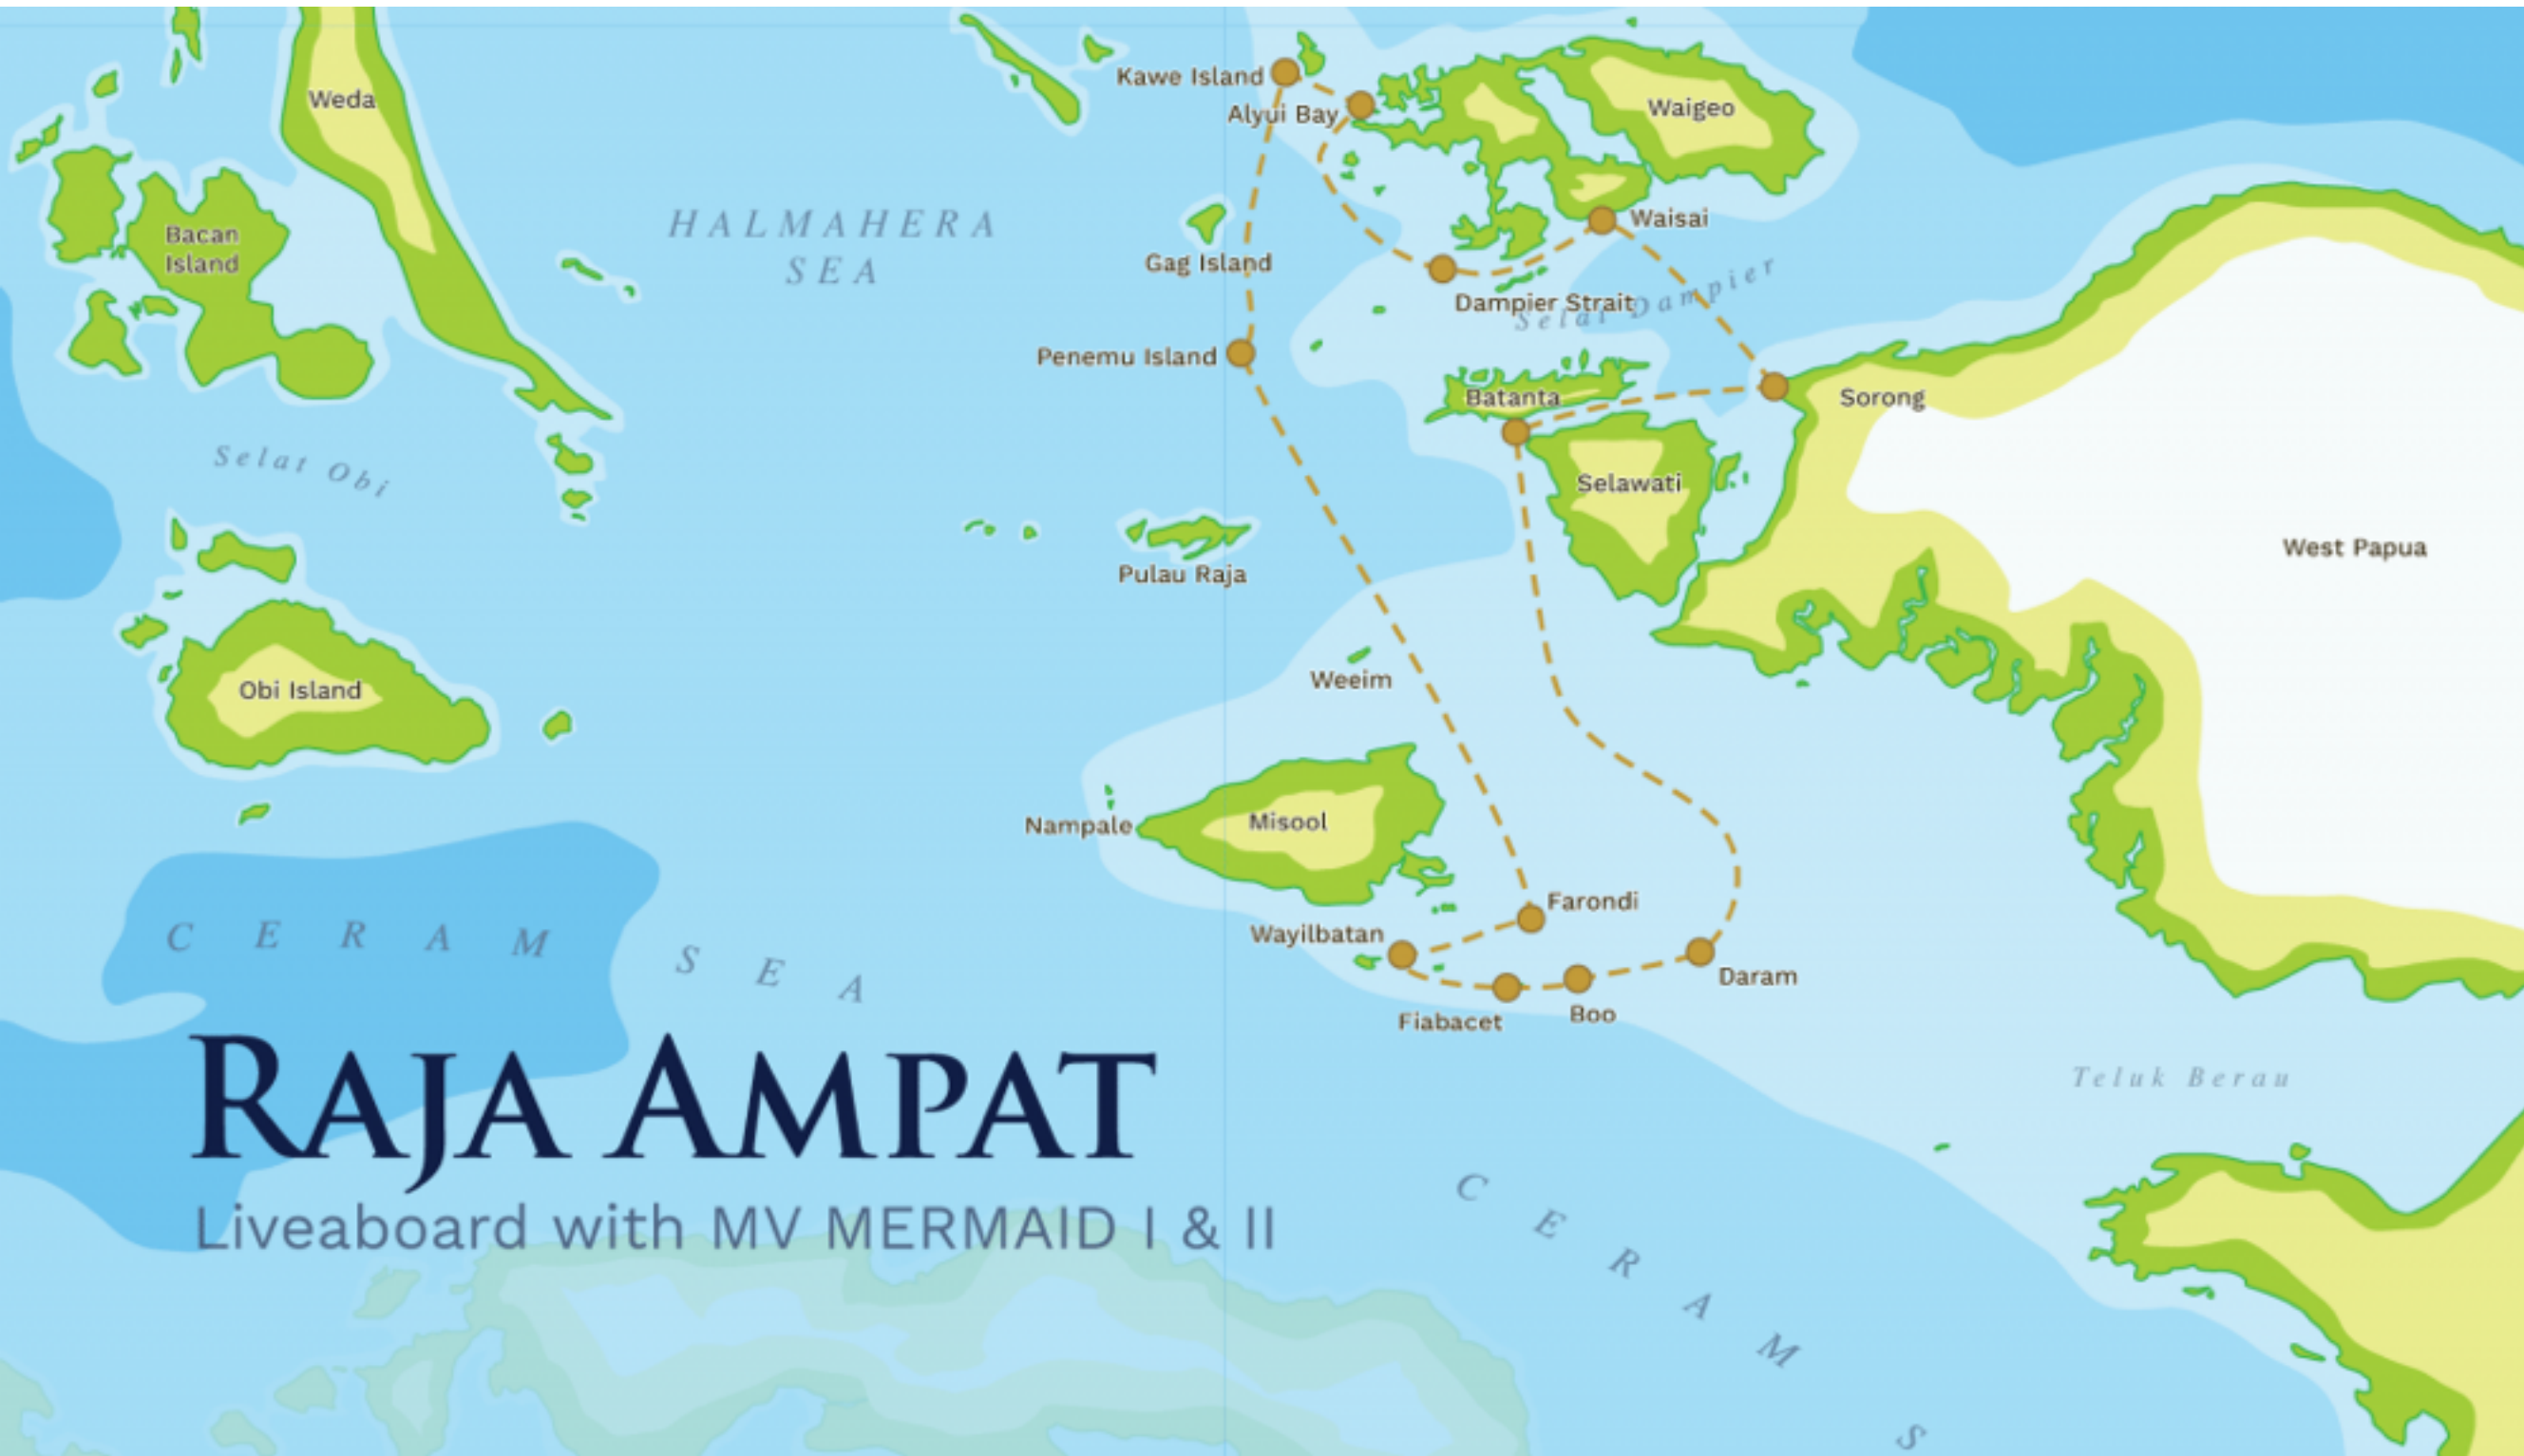 Kawe Island
Alyui Bay
Weda
Waigeo
Bacan
Island
HALMAHERA
SEA
Waisai
Gag Island
Dampier Strait
Selat Dampier
Penemu Island
Batanta
Sorong
Selat Obi
Selawati
West Papua
Pulau Raja
Weeim
Obi Island
Nampale
Misool
Farondi
Wayilbatan
Daram
Fiabacet
Boo
CERAM SEA
RAJA AMPAT
Liveaboard with MV MERMAID I & II
Teluk Berau
CERAM S